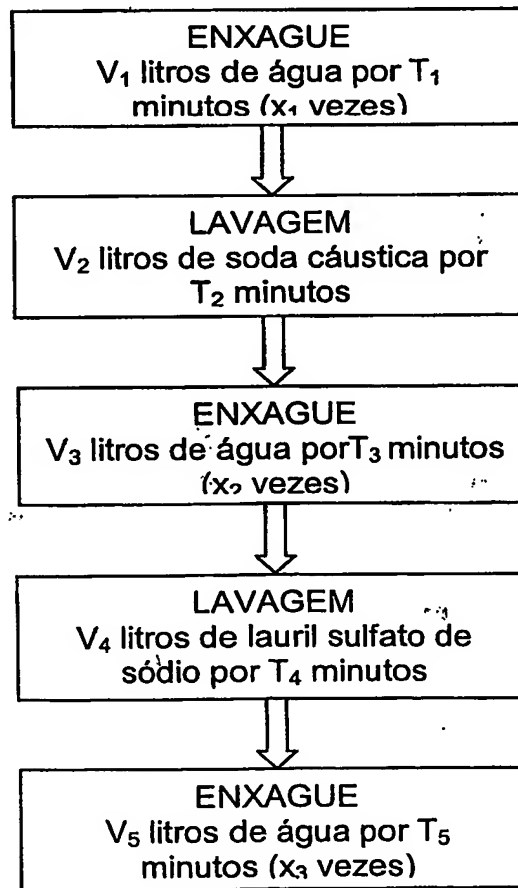 ENXAGUE
V₁ litros de água por T₁
minutos (x₁ vezes)
LAVAGEM
V₂ litros de soda cáustica por
T₂ minutos
ENXAGUE
V₃ litros de água porT₃ minutos
(x₂ vezes)
LAVAGEM
V₄ litros de lauril sulfato de
sódio por T₄ minutos
ENXAGUE
V₅ litros de água por T₅
minutos (x₃ vezes)